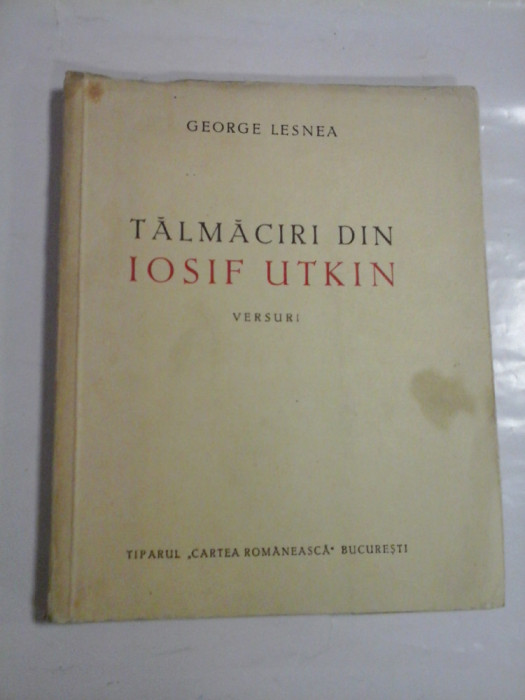 GEORGE LESNEA
TĂLMĂCIRI DIN
IOSIF UTKIN
VERSURI
TIPARUL „CARTEA ROMÂNEASCĂ" BUCUREȘTI